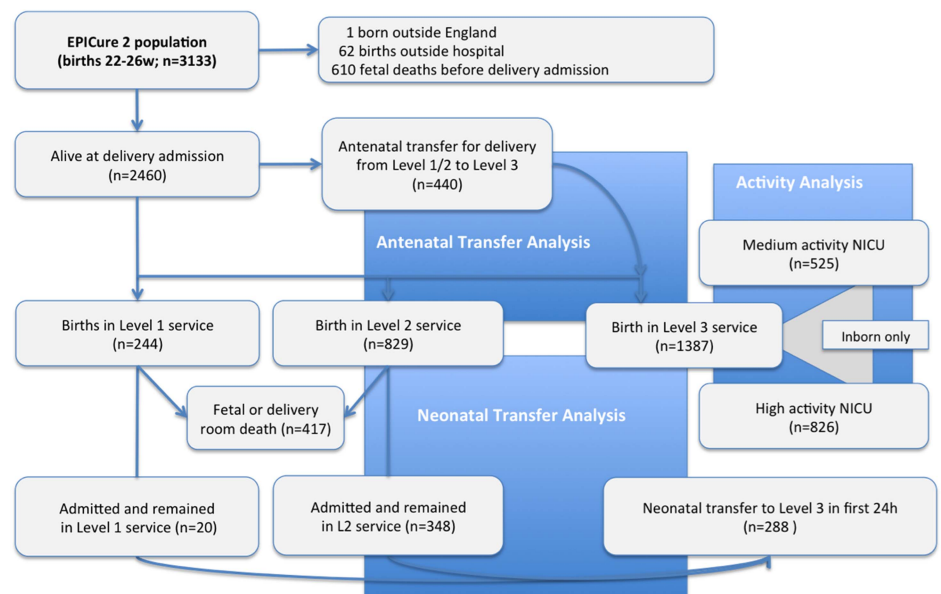 EPICure 2 population
(births 22-26w; n=3133)
1 born outside England
62 births outside hospital
610 fetal deaths before delivery admission
Alive at delivery admission
(n=2460)
Antenatal transfer for delivery
from Level 1/2 to Level 3
(n=440)
Activity Analysis
Antenatal Transfer Analysis
Medium activity NICU
(n=525)
Births in Level 1 service
(n=244)
Birth in Level 2 service
(n=829)
Birth in Level 3 service
(n=1387)
Inborn only
Fetal or delivery
room death (n=417)
Neonatal Transfer Analysis
High activity NICU
(n=826)
Admitted and remained
in Level 1 service (n=20)
Admitted and remained
in L2 service (n=348)
Neonatal transfer to Level 3 in first 24h
(n=288 )